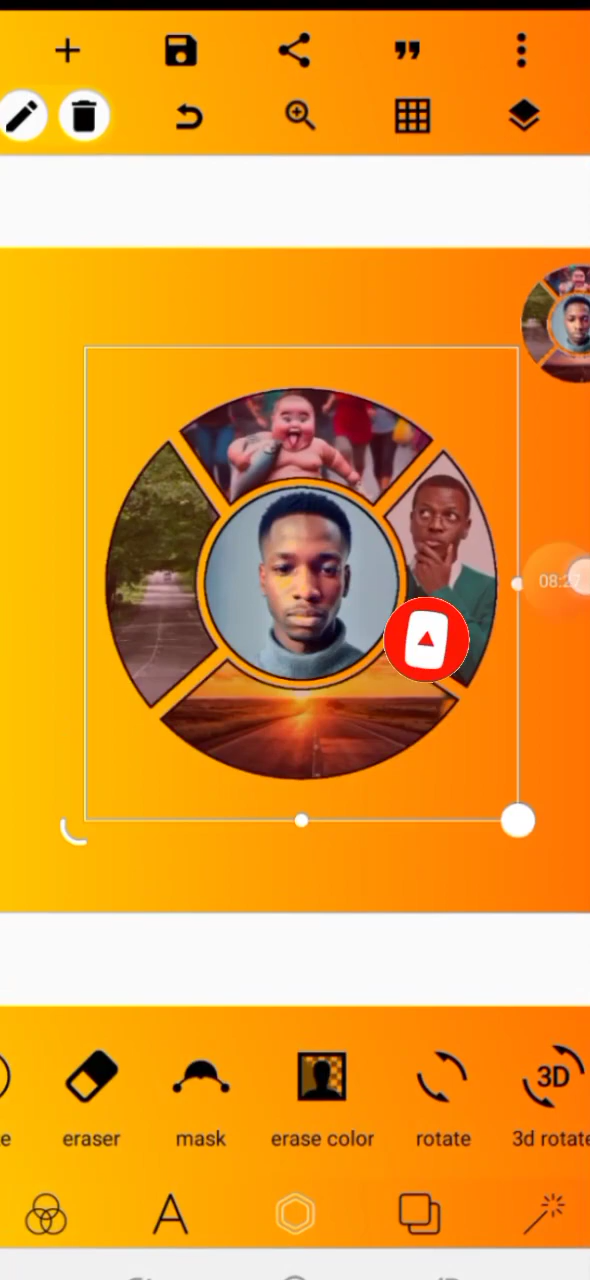 08:27
eraser
mask
erase color
rotate
3D
3d rotate